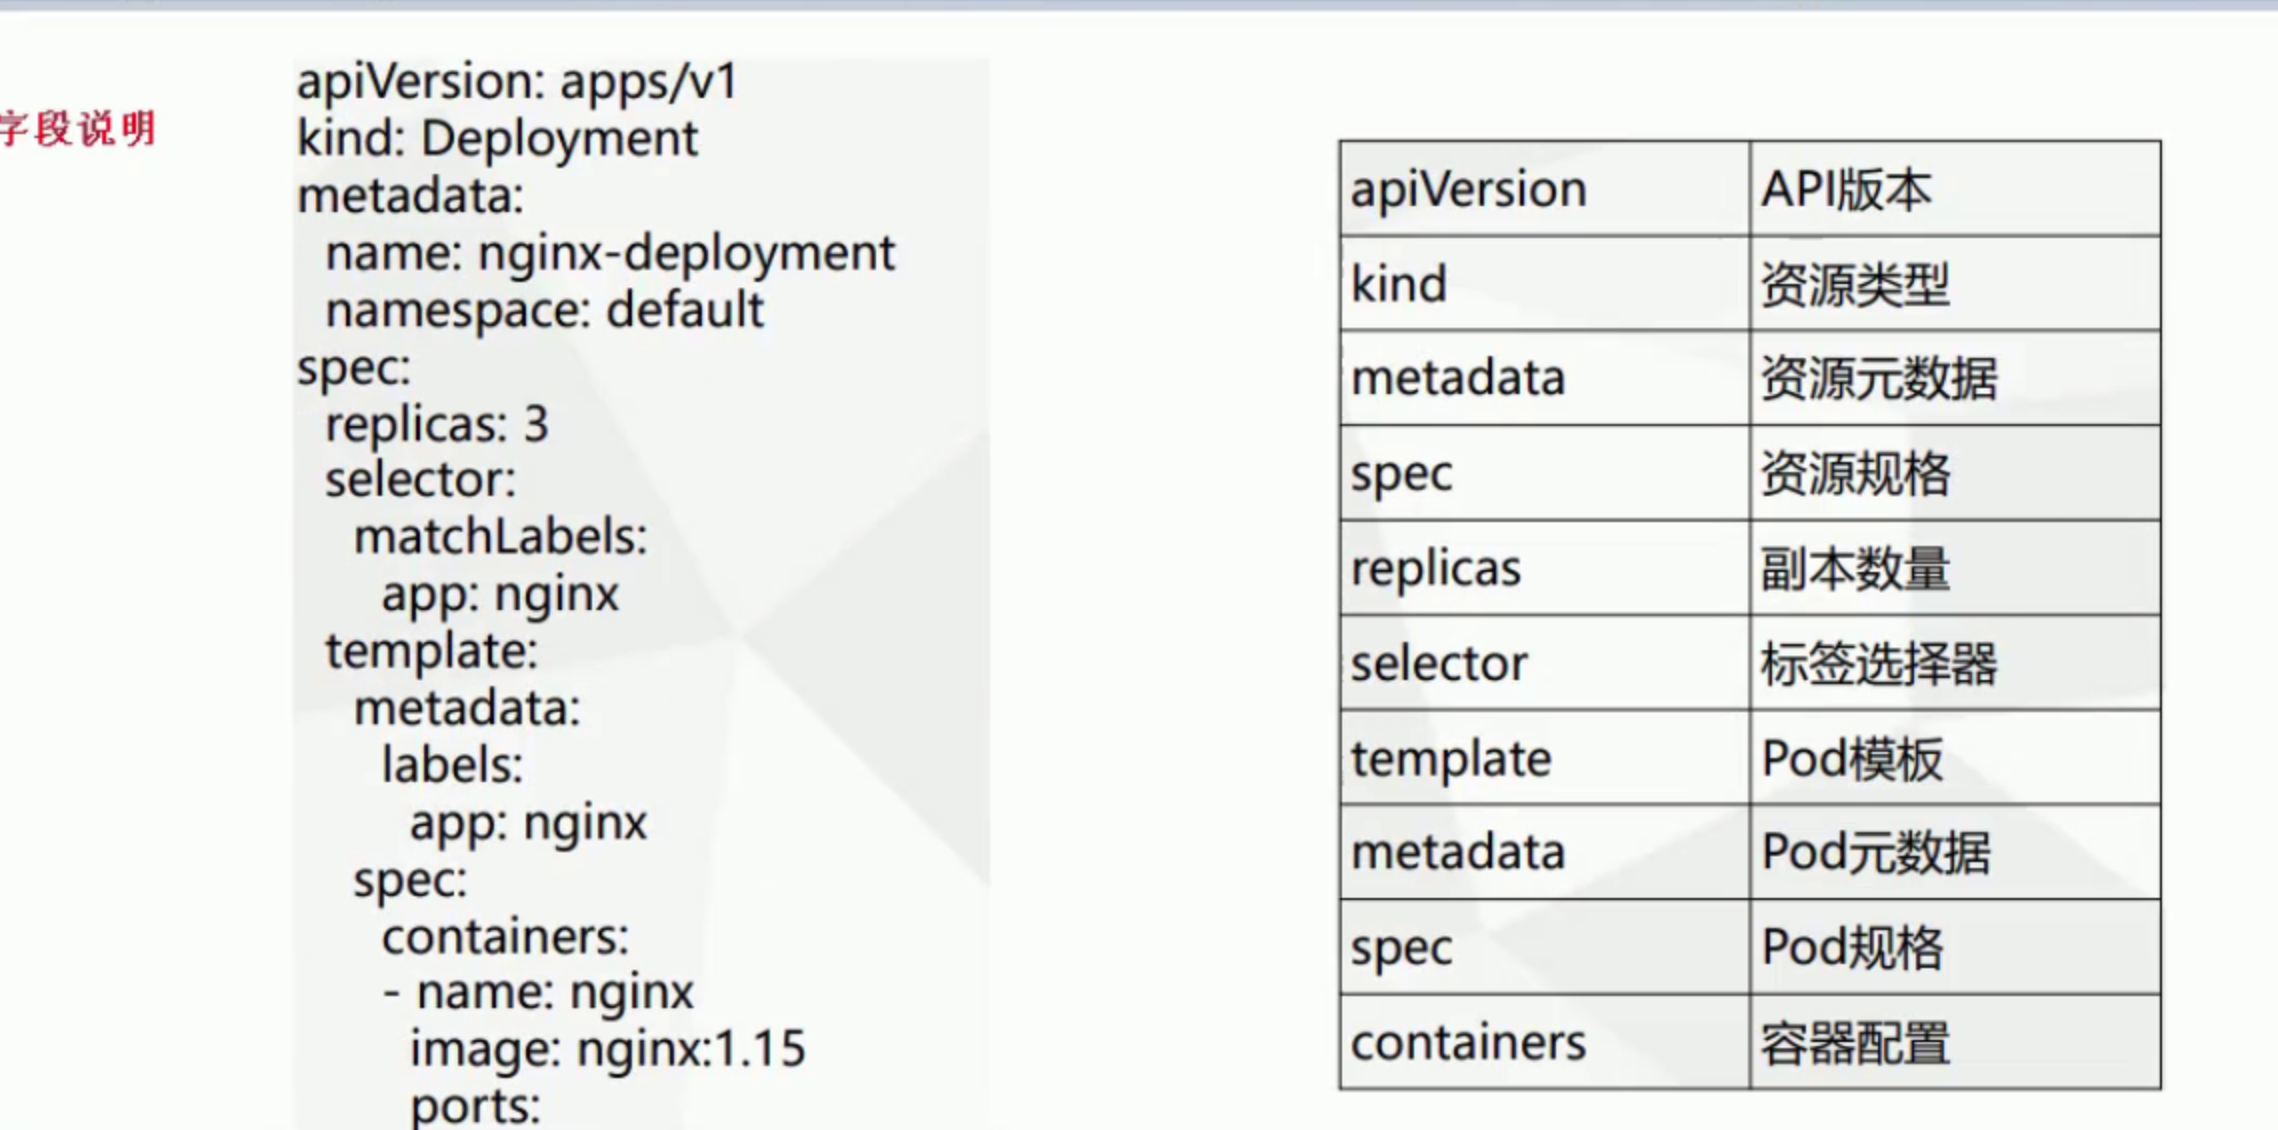 字段说明
apiVersion: apps/v1
kind: Deployment
metadata:
  name: nginx-deployment
  namespace: default
spec:
  replicas: 3
  selector:
    matchLabels:
      app: nginx
  template:
    metadata:
      labels:
        app: nginx
    spec:
      containers:
      - name: nginx
        image: nginx:1.15
        ports:
apiVersion API版本
kind 资源类型
metadata 资源元数据
spec 资源规格
replicas 副本数量
selector 标签选择器
template Pod模板
metadata Pod元数据
spec Pod规格
containers 容器配置